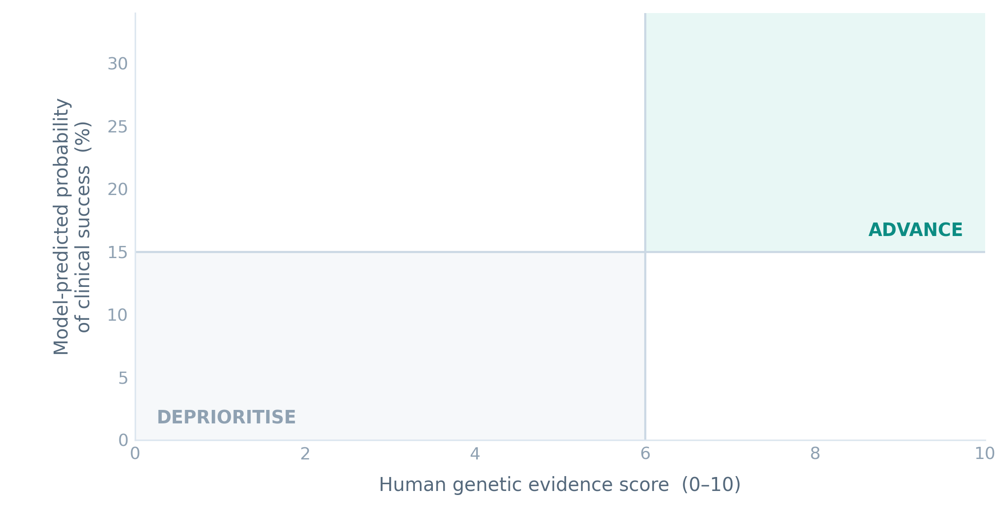 Model-predicted probability
of clinical success (%)
30
25
20
15
10
5
0
ADVANCE
DEPRIORITISE
0 2 4 6 8 10
Human genetic evidence score (0–10)